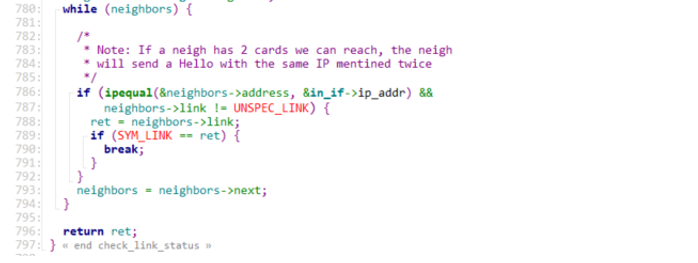 780: while (neighbors) {
781:
782: /*
783: * Note: If a neigh has 2 cards we can reach, the neigh
784: * will send a Hello with the same IP mentined twice
785: */
786: if (ipequal(&neighbors->address, &in_if->ip_addr) &&
787: neighbors->link != UNSPEC_LINK) {
788: ret = neighbors->link;
789: if (SYM_LINK == ret) {
790: break;
791: }
792: }
793: neighbors = neighbors->next;
794: }
795:
796: return ret;
797: } « end check_link_status »